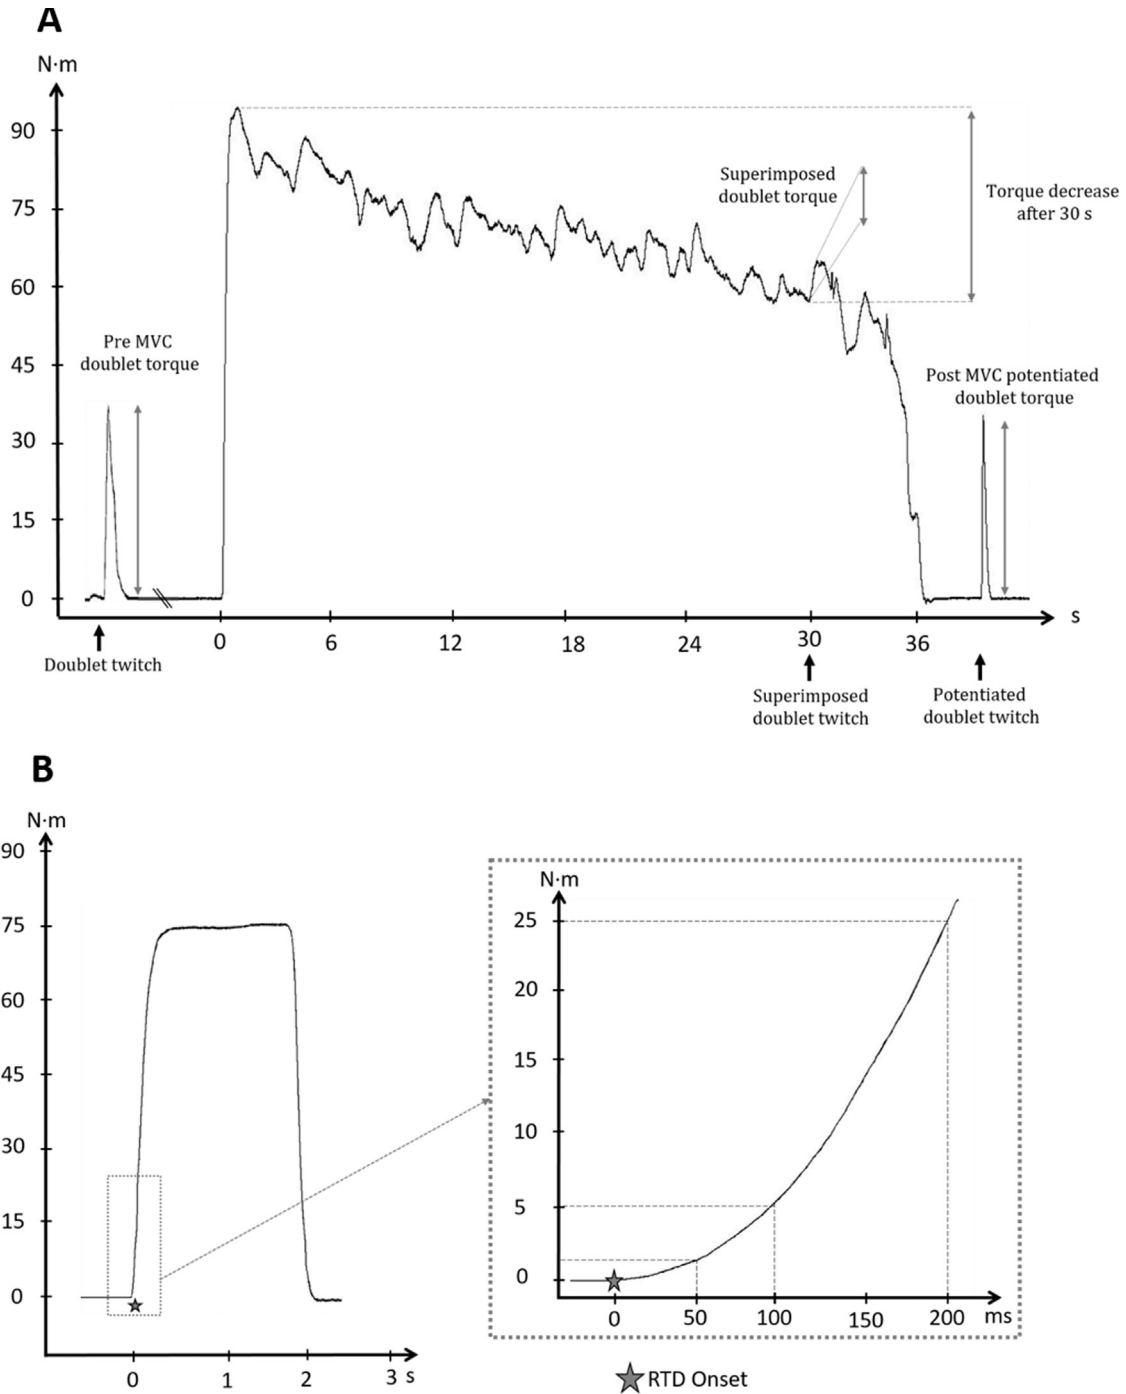 A
N·m
90
75
60
45
30
15
0
Superimposed
doublet torque
Torque decrease
after 30 s
Pre MVC
doublet torque
Post MVC potentiated
doublet torque
0 6 12 18 24 30 36 s
Doublet twitch
Superimposed
doublet twitch
Potentiated
doublet twitch
B
N·m
90
75
60
45
30
15
0
0 1 2 3 s
N·m
25
20
15
10
5
0
0 50 100 150 200 ms
RTD Onset